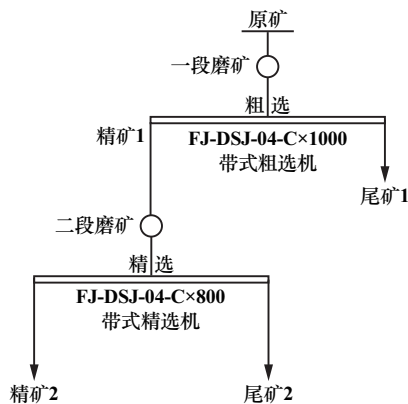 原矿
一段磨矿
粗选
精矿1
FJ-DSJ-04-C×1000
带式粗选机
尾矿1
二段磨矿
精选
FJ-DSJ-04-C×800
带式精选机
精矿2
尾矿2